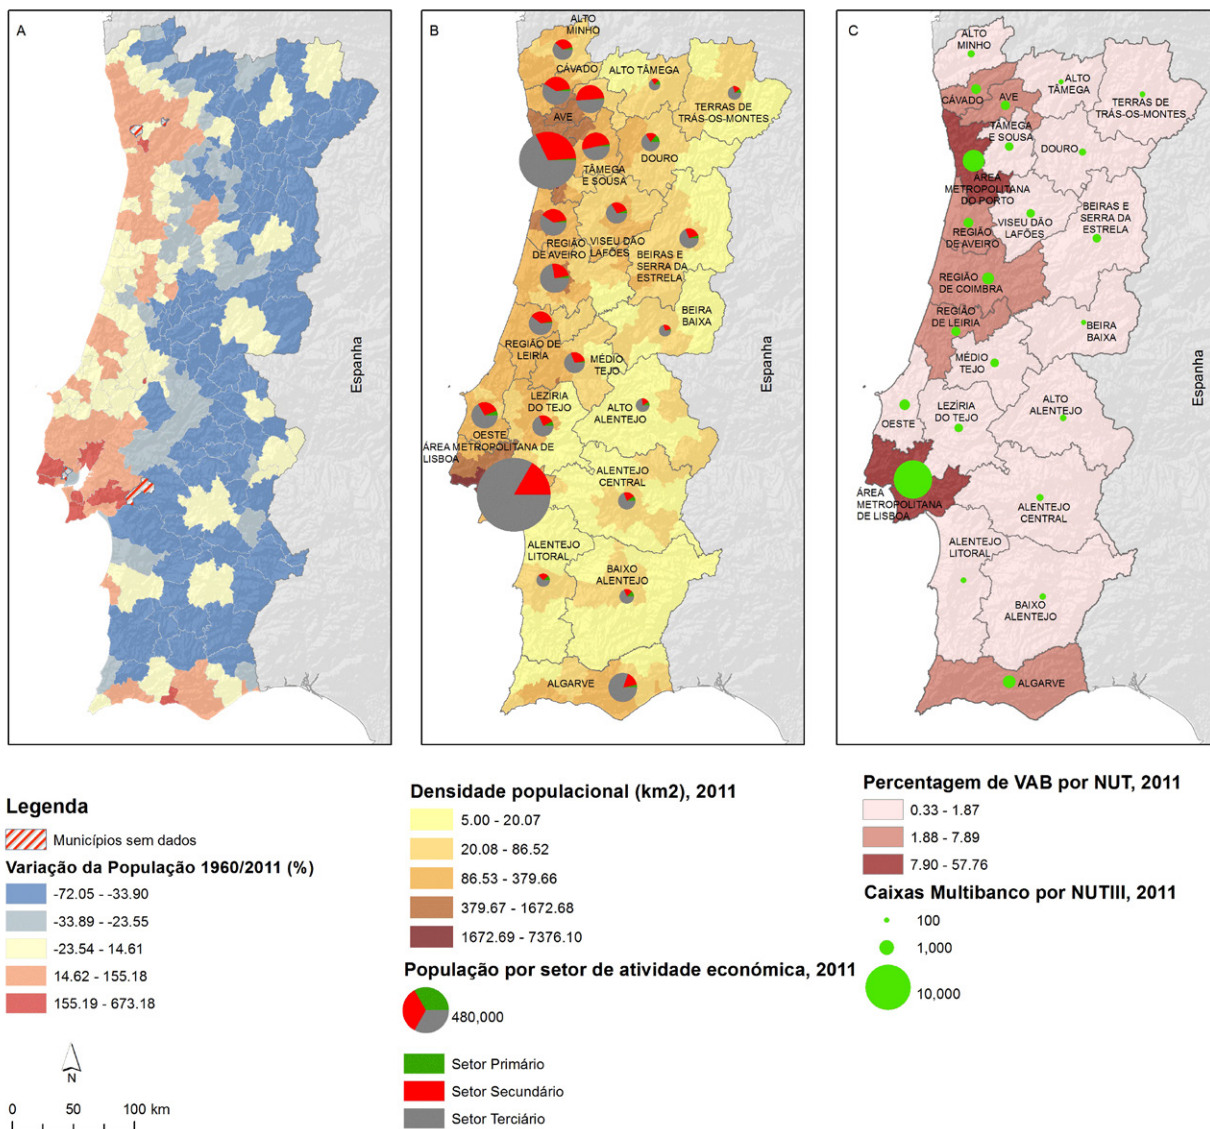 A
Espanha
B
ALTO
MINHO
CÁVADO
ALTO TÂMEGA
TERRAS DE
TRÁS-OS-MONTES
AVE
TÂMEGA
E SOUSA
DOURO
REGIÃO
DE AVEIRO
VISEU DÃO
LAFÕES
BEIRAS E
SERRA DA
ESTRELA
BEIRA
BAIXA
REGIÃO DE
LEIRIA
MÉDIO
TEJO
LEZÍRIA
DO TEJO
ALTO
ALENTEJO
OESTE
ÁREA METROPOLITANA DE
LISBOA
ALENTEJO
CENTRAL
ALENTEJO
LITORAL
BAIXO
ALENTEJO
ALGARVE
Espanha
C
ALTO
MINHO
CÁVADO
AVE
ALTO
TÂMEGA
TERRAS DE
TRÁS-OS-MONTES
TÂMEGA
E SOUSA
DOURO
ÁREA
METROPOLITANA
DO PORTO
REGIÃO
DE AVEIRO
VISEU DÃO
LAFÕES
BEIRAS E
SERRA DA
ESTRELA
REGIÃO
DE COIMBRA
REGIÃO
DE LEIRIA
BEIRA
BAIXA
MÉDIO
TEJO
OESTE
LEZÍRIA
DO TEJO
ALTO
ALENTEJO
ÁREA
METROPOLITANA
DE LISBOA
ALENTEJO
CENTRAL
ALENTEJO
LITORAL
BAIXO
ALENTEJO
ALGARVE
Espanha
Legenda
Municípios sem dados
Variação da População 1960/2011 (%)
-72.05 - -33.90
-33.89 - -23.55
-23.54 - 14.61
14.62 - 155.18
155.19 - 673.18
N
0 50 100 km
Densidade populacional (km2), 2011
5.00 - 20.07
20.08 - 86.52
86.53 - 379.66
379.67 - 1672.68
1672.69 - 7376.10
População por setor de atividade económica, 2011
480,000
Setor Primário
Setor Secundário
Setor Terciário
Percentagem de VAB por NUT, 2011
0.33 - 1.87
1.88 - 7.89
7.90 - 57.76
Caixas Multibanco por NUTIII, 2011
100
1,000
10,000